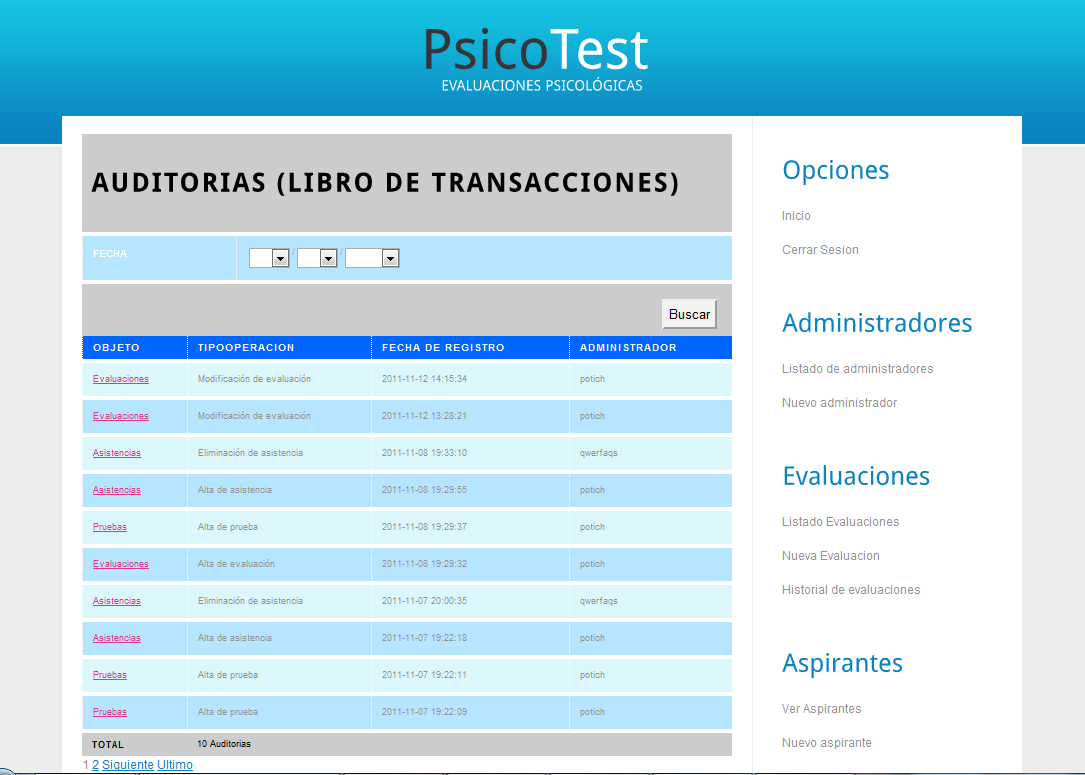 PsicoTest
EVALUACIONES PSICOLÓGICAS
AUDITORIAS (LIBRO DE TRANSACCIONES)
FECHA / /
Buscar
OBJETO TIPOOPERACION FECHA DE REGISTRO ADMINISTRADOR
Evaluaciones Modificación de evaluación 2011-11-12 14:15:34 potich
Evaluaciones Modificación de evaluación 2011-11-12 13:28:21 potich
Asistencias Eliminación de asistencia 2011-11-08 19:33:10 qwerfaqs
Asistencias Alta de asistencia 2011-11-08 19:29:55 potich
Pruebas Alta de prueba 2011-11-08 19:29:37 potich
Evaluaciones Alta de evaluación 2011-11-08 19:29:32 potich
Asistencias Eliminación de asistencia 2011-11-07 20:00:35 qwerfaqs
Asistencias Alta de asistencia 2011-11-07 19:22:18 potich
Pruebas Alta de prueba 2011-11-07 19:22:11 potich
Pruebas Alta de prueba 2011-11-07 19:22:09 potich
TOTAL 10 Auditorias
1 2 Siguiente Ultimo
Opciones
Inicio
Cerrar Sesion
Administradores
Listado de administradores
Nuevo administrador
Evaluaciones
Listado Evaluaciones
Nueva Evaluacion
Historial de evaluaciones
Aspirantes
Ver Aspirantes
Nuevo aspirante